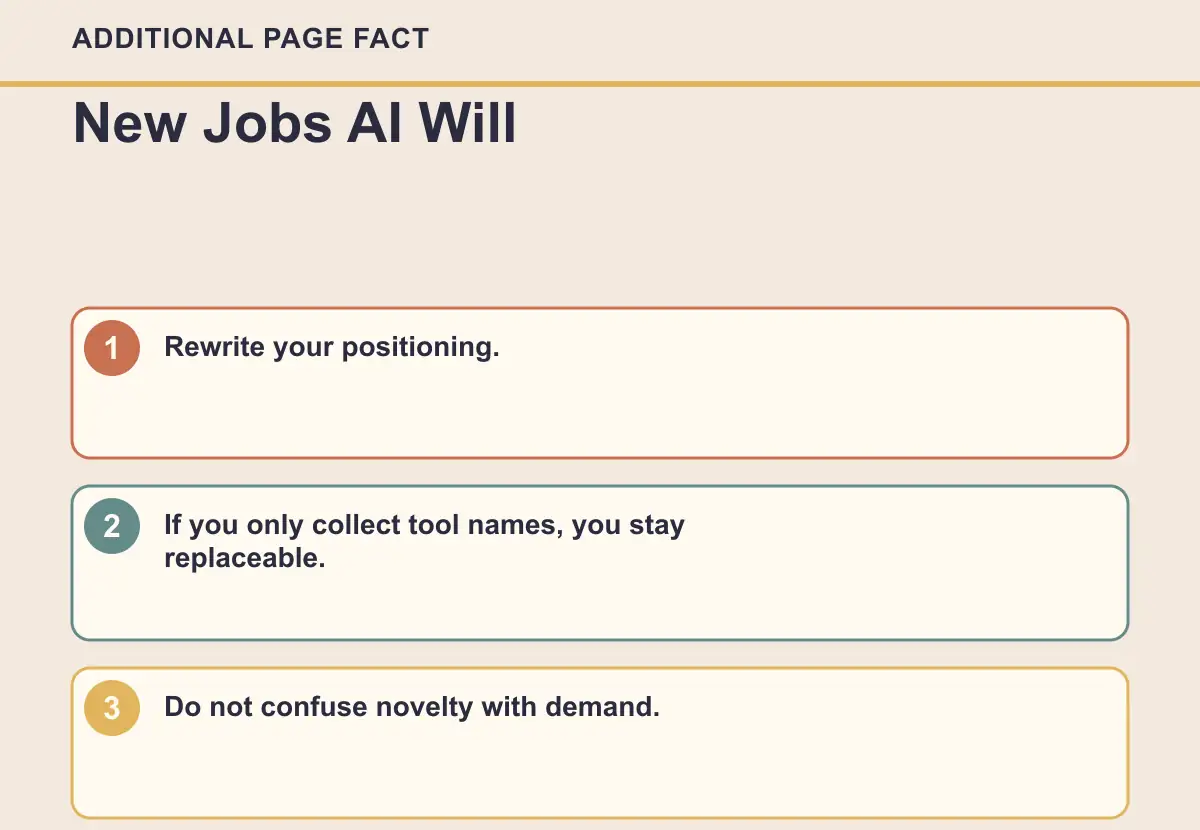 ADDITIONAL PAGE FACT
New Jobs AI Will
1
Rewrite your positioning.
2
If you only collect tool names, you stay
replaceable.
3
Do not confuse novelty with demand.